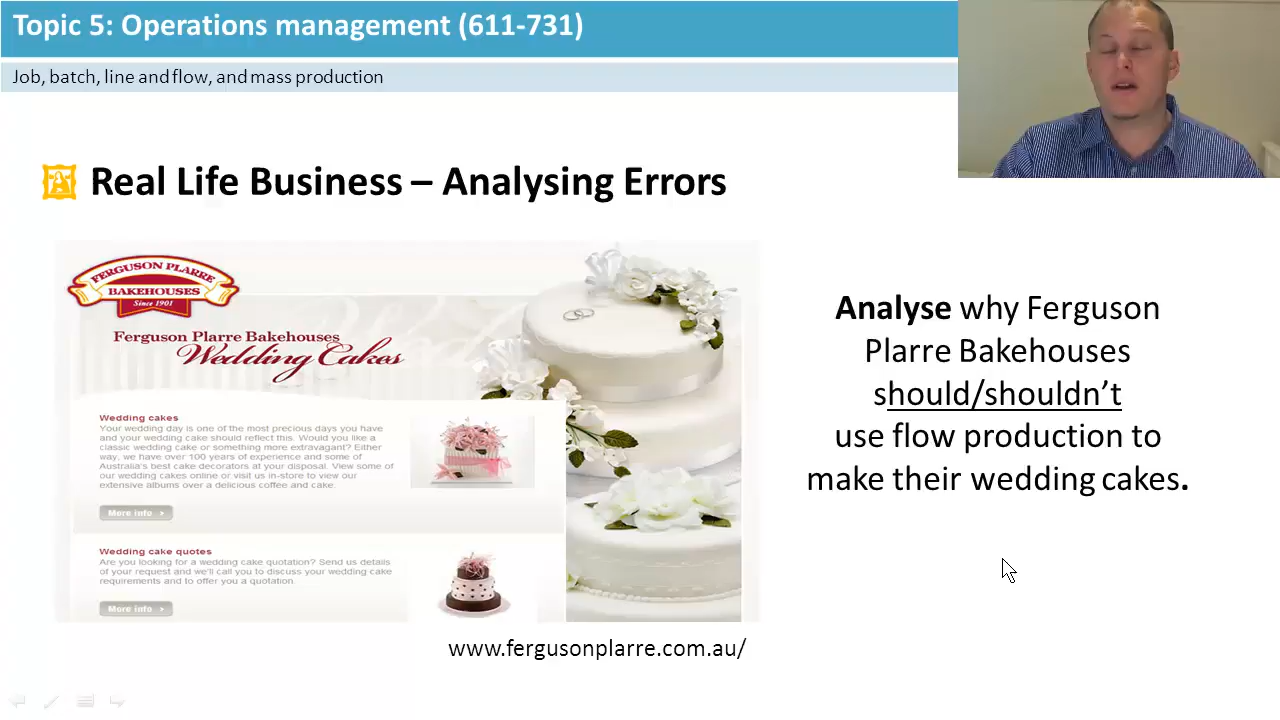 Topic 5: Operations management (611-731)
Job, batch, line and flow, and mass production
Real Life Business – Analysing Errors
FERGUSON PLARRE
BAKEHOUSES
Since 1901
Ferguson Plarre Bakehouses
Wedding Cakes
Wedding cakes
Your wedding day is one of the most precious days you have
and your wedding cake should reflect this. Would you like a
classic wedding cake or something more extravagant? Either
way, we have over 100 years of experience and some of
Australia's best cake decorators at your disposal. View some of
our wedding cakes online or visit us in-store to view our
extensive albums over a delicious coffee and cake.
More info >
Wedding cake quotes
Are you looking for a wedding cake quotation? Send us details
of your request and we'll call you to discuss your wedding cake
requirements and to offer you a quotation.
More info >
www.fergusonplarre.com.au/
Analyse why Ferguson
Plarre Bakehouses
should/shouldn't
use flow production to
make their wedding cakes.